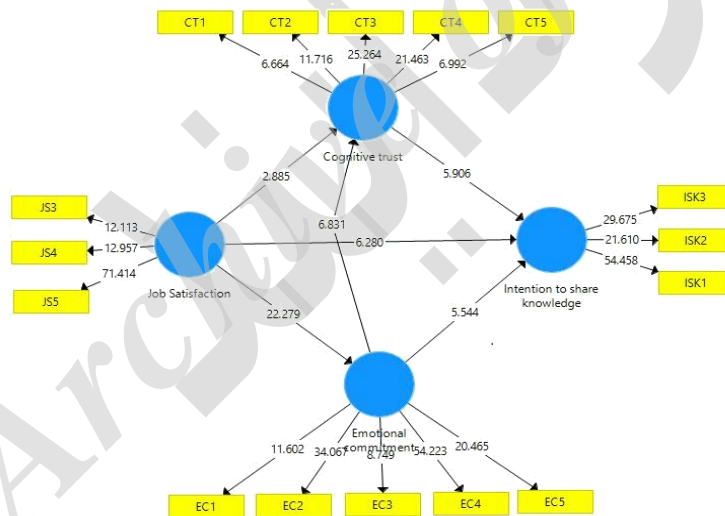 CT1 CT2 CT3 CT4 CT5
6.664 11.716 25.264 21.463 6.992
Cognitive trust
2.885 5.906
6.831
JS3 12.113
JS4 12.957
JS5 71.414
Job Satisfaction
6.280
ISK3 29.675
ISK2 21.610
ISK1 54.458
Intention to share
knowledge
22.279 5.544
Emotional
commitment
11.602 34.067 8.749 54.223 20.465
EC1 EC2 EC3 EC4 EC5